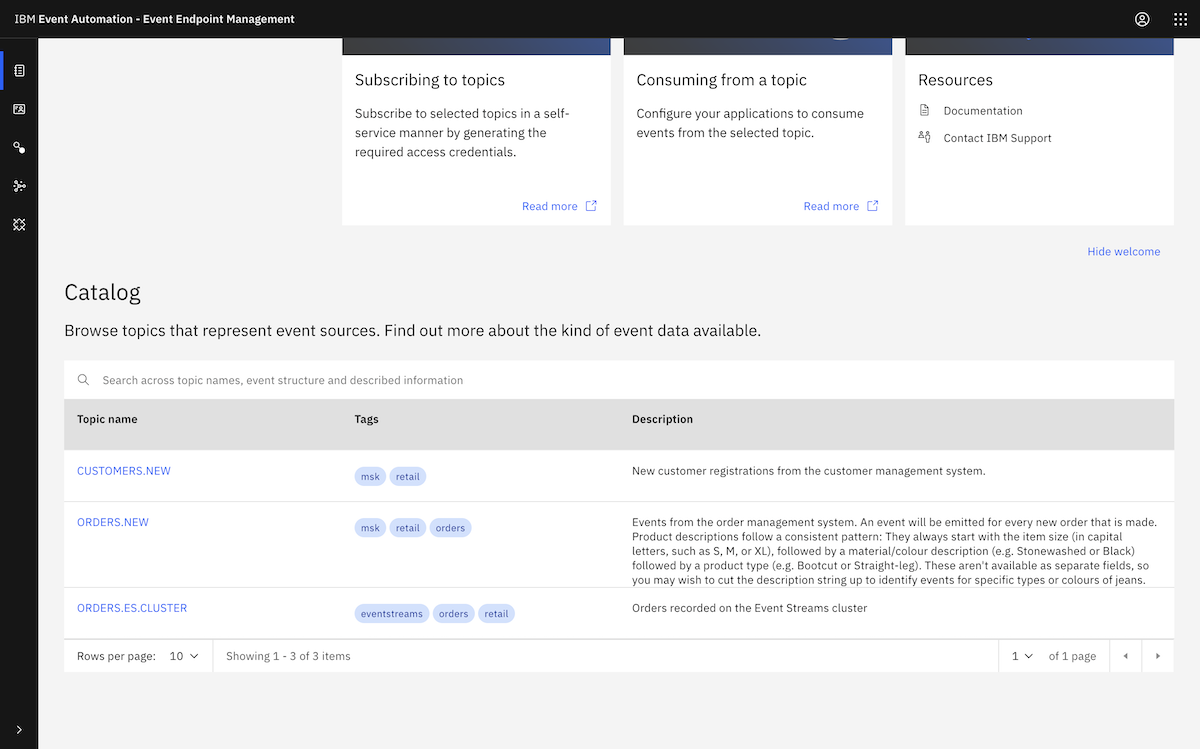 IBM Event Automation - Event Endpoint Management
Subscribing to topics
Subscribe to selected topics in a self-
service manner by generating the
required access credentials.
Read more
Consuming from a topic
Configure your applications to consume
events from the selected topic.
Read more
Resources
Documentation
Contact IBM Support
Hide welcome
Catalog
Browse topics that represent event sources. Find out more about the kind of event data available.
Search across topic names, event structure and described information
Topic name Tags Description
CUSTOMERS.NEW msk retail New customer registrations from the customer management system.
ORDERS.NEW msk retail orders Events from the order management system. An event will be emitted for every new order that is made.
Product descriptions follow a consistent pattern: They always start with the item size (in capital
letters, such as S, M, or XL), followed by a material/colour description (e.g. Stonewashed or Black)
followed by a product type (e.g. Bootcut or Straight-leg). These aren't available as separate fields, so
you may wish to cut the description string up to identify events for specific types or colours of jeans.
ORDERS.ES.CLUSTER eventstreams orders retail Orders recorded on the Event Streams cluster
Rows per page: 10 Showing 1 - 3 of 3 items 1 of 1 page